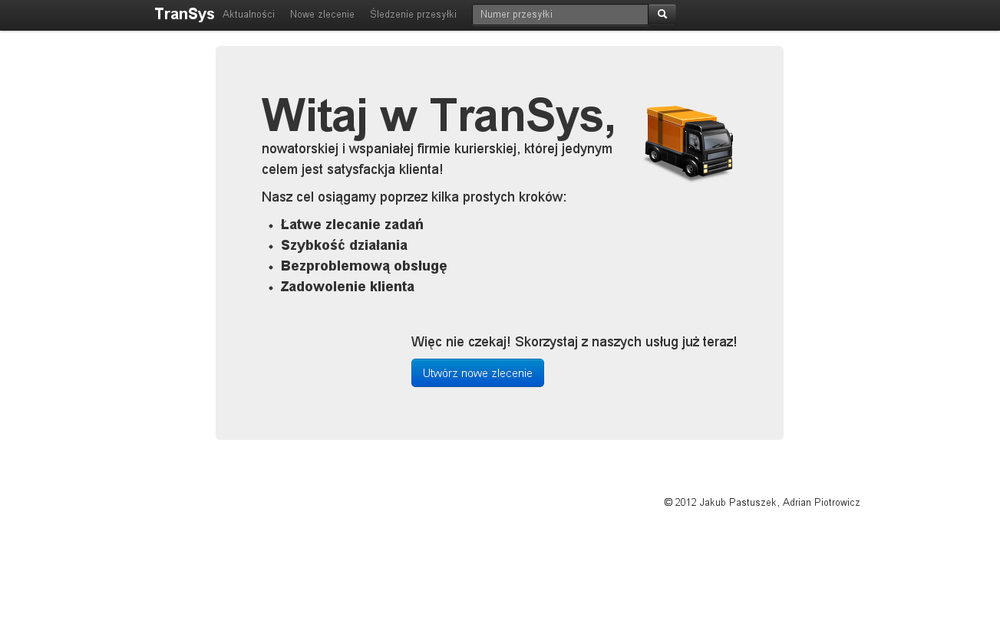 TranSys Aktualności Nowe zlecenie Śledzenie przesyłki Numer przesyłki
Witaj w TranSys,
nowatorskiej i wspaniałej firmie kurierskiej, której jedynym
celem jest satysfackja klienta!
Nasz cel osiągamy poprzez kilka prostych kroków:
• Łatwe zlecanie zadań
• Szybkość działania
• Bezproblemową obsługę
• Zadowolenie klienta
Więc nie czekaj! Skorzystaj z naszych usług już teraz!
Utwórz nowe zlecenie
© 2012 Jakub Pastuszek, Adrian Piotrowicz